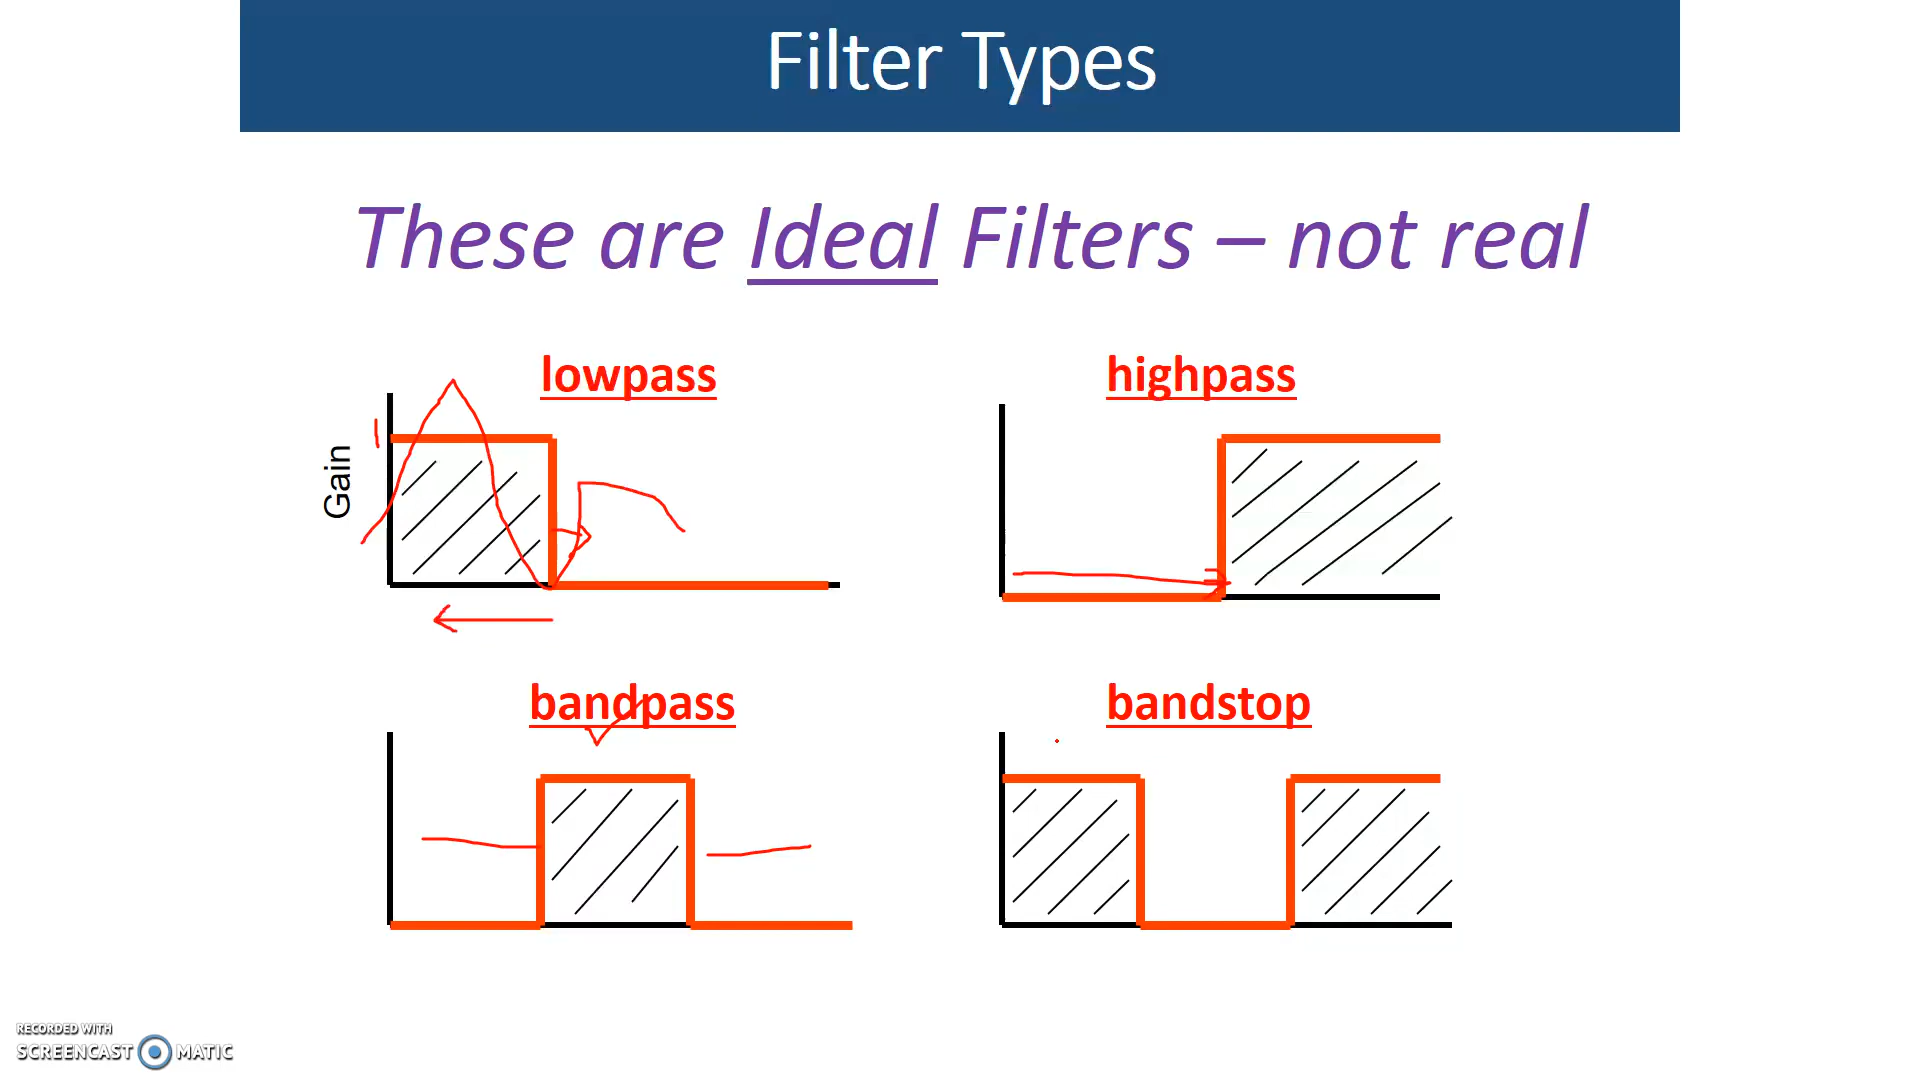 Filter Types
These are Ideal Filters – not real
lowpass
highpass
Gain
bandpass
bandstop
RECORDED WITH
SCREENCAST MATIC